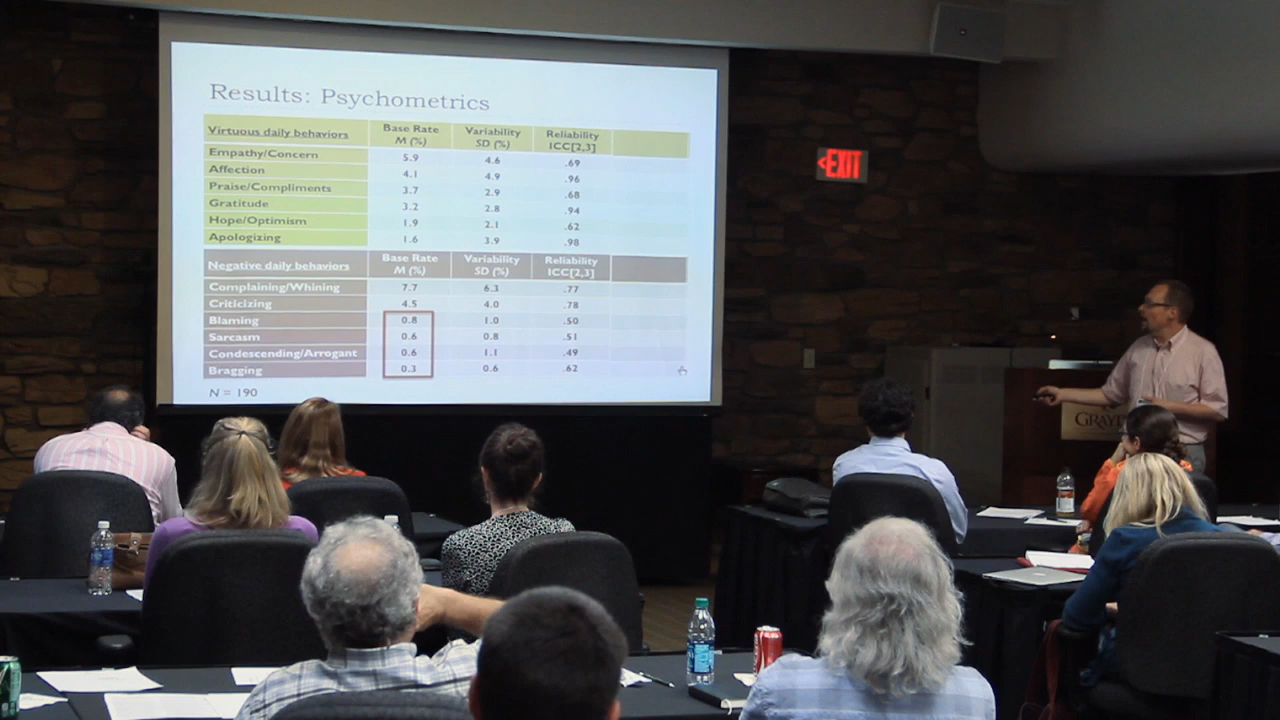 Results: Psychometrics
Virtuous daily behaviors Base Rate M (%) Variability SD (%) Reliability ICC[2,3]
Empathy/Concern 5.9 4.6 .69
Affection 4.1 4.9 .96
Praise/Compliments 3.7 2.9 .68
Gratitude 3.2 2.8 .94
Hope/Optimism 1.9 2.1 .62
Apologizing 1.6 3.9 .98
Negative daily behaviors Base Rate M (%) Variability SD (%) Reliability ICC[2,3]
Complaining/Whining 7.7 6.3 .77
Criticizing 4.5 4.0 .78
Blaming 0.8 1.0 .50
Sarcasm 0.6 0.8 .51
Condescending/Arrogant 0.6 1.1 .49
Bragging 0.3 0.6 .62
N = 190
EXIT